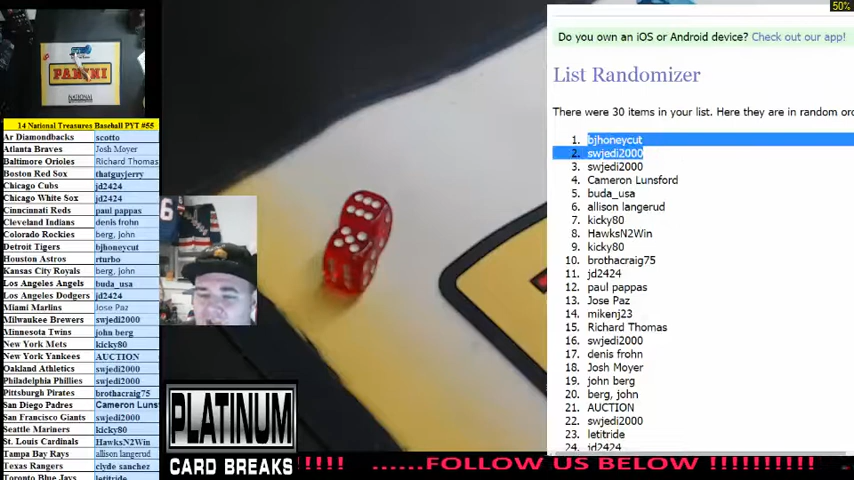 50%
Do you own an iOS or Android device? Check out our app!
List Randomizer
There were 30 items in your list. Here they are in random orc
1. bjhoneycut
2. swjedi2000
3. swjedi2000
4. Cameron Lunsford
5. buda_usa
6. allison langerud
7. kicky80
8. HawksN2Win
9. kicky80
10. brothacraig75
11. jd2424
12. paul pappas
13. Jose Paz
14. mikenj23
15. Richard Thomas
16. swjedi2000
17. denis frohn
18. Josh Moyer
19. john berg
20. berg, john
21. AUCTION
22. swjedi2000
23. letitride
24. jd2424
PANINI
NATIONAL
14 National Treasures Baseball PYT #55
Ar Diamondbacks scotto
Atlanta Braves Josh Moyer
Baltimore Orioles Richard Thomas
Boston Red Sox thatguyjerry
Chicago Cubs jd2424
Chicago White Sox jd2424
Cinncinnati Reds paul pappas
Cleveland Indians denis frohn
Colorado Rockies berg, john
Detroit Tigers bjhoneycut
Houston Astros rturbo
Kansas City Royals berg, john
Los Angeles Angels buda_usa
Los Angeles Dodgers jd2424
Miami Marlins Jose Paz
Milwaukee Brewers swjedi2000
Minnesota Twins john berg
New York Mets kicky80
New York Yankees AUCTION
Oakland Athletics swjedi2000
Philadelphia Phillies swjedi2000
Pittsburgh Pirates brothacraig75
San Diego Padres Cameron Lunsf
San Francisco Giants swjedi2000
Seattle Mariners kicky80
St. Louis Cardinals HawksN2Win
Tampa Bay Rays allison langerud
Texas Rangers clyde sanchez
Toronto Blue Jays letitride
PLATINUM
CARD BREAKS
!!!! ......FOLLOW US BELOW !!!!!!!!!!